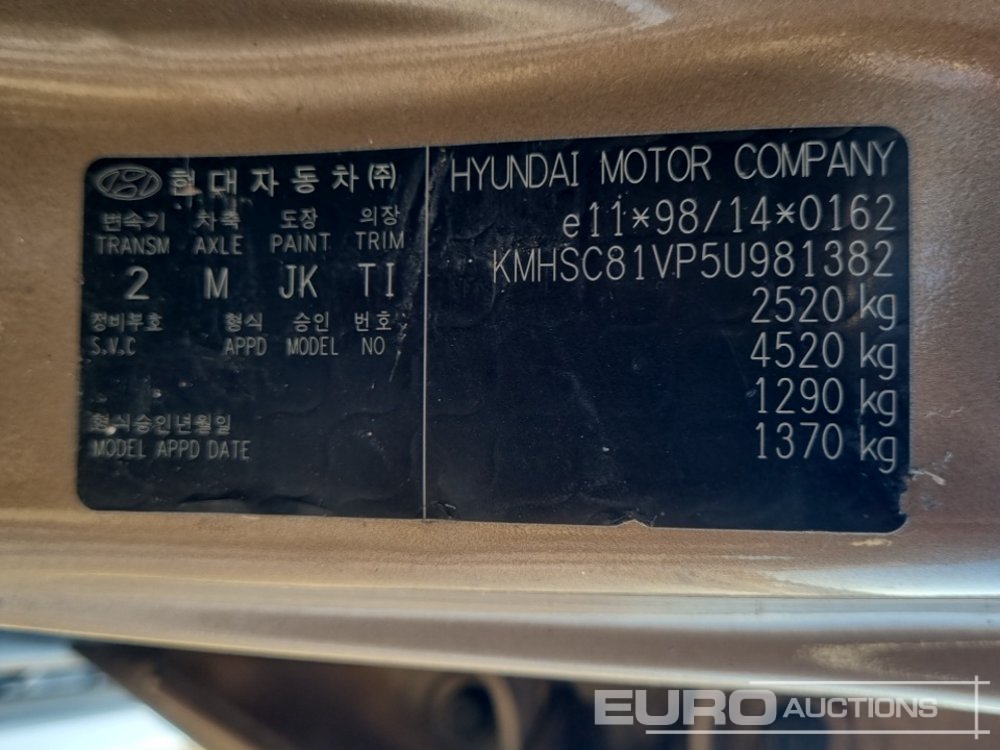 현대자동차㈜
변속기 차축 도장 의장
TRANSM AXLE PAINT TRIM
2 M JK TI
정비부호 형식 승인 번호
S.V.C APPD MODEL NO
형식승인년월일
MODEL APPD DATE
HYUNDAI MOTOR COMPANY
e11*98/14*0162
KMHSC81VP5U981382
2520 kg
4520 kg
1290 kg
1370 kg
EURO AUCTIONS